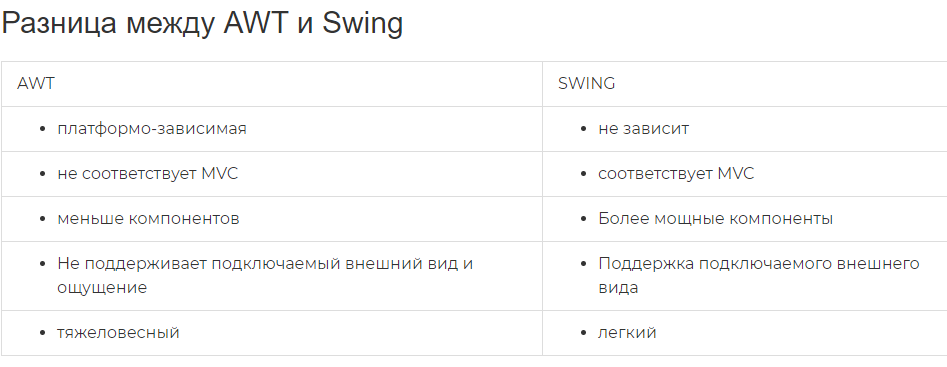 Разница между AWT и Swing
AWT
SWING
• платформо-зависимая
• не зависит
• не соответствует MVC
• соответствует MVC
• меньше компонентов
• Более мощные компоненты
• Не поддерживает подключаемый внешний вид и
ощущение
• Поддержка подключаемого внешнего
вида
• тяжеловесный
• легкий